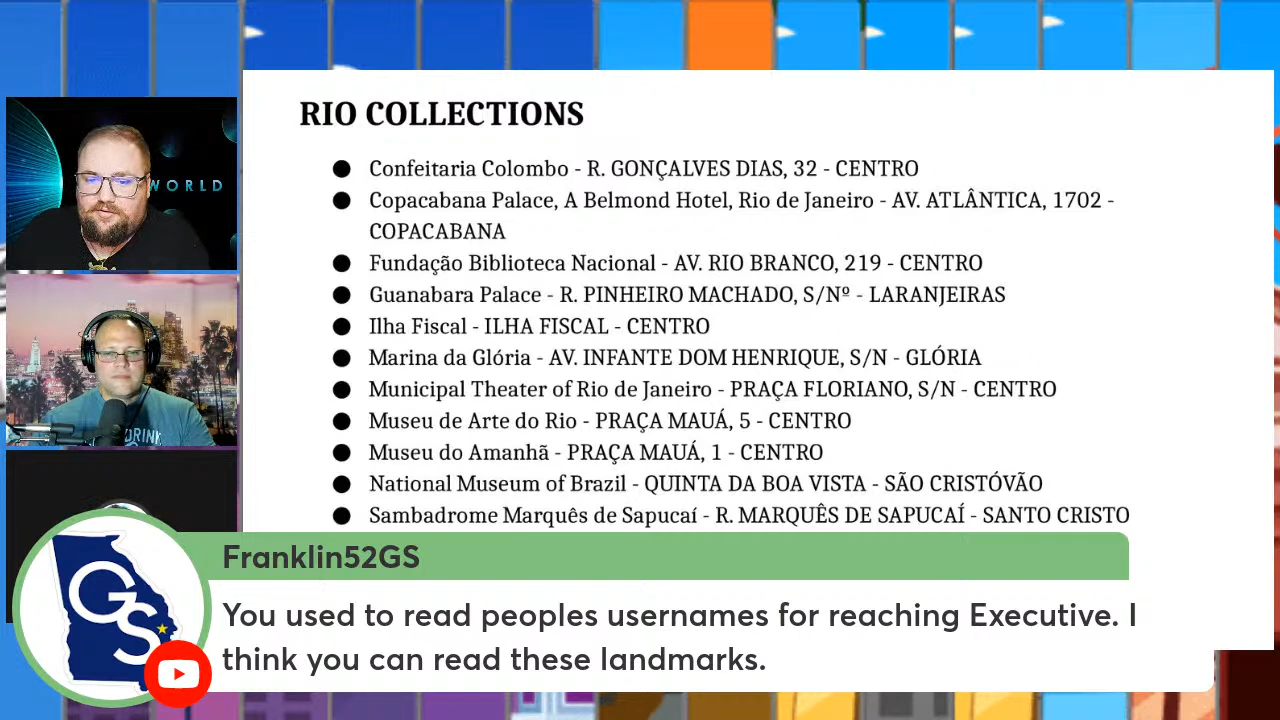 RIO COLLECTIONS
● Confeitaria Colombo - R. GONÇALVES DIAS, 32 - CENTRO
● Copacabana Palace, A Belmond Hotel, Rio de Janeiro - AV. ATLÂNTICA, 1702 -
COPACABANA
● Fundação Biblioteca Nacional - AV. RIO BRANCO, 219 - CENTRO
● Guanabara Palace - R. PINHEIRO MACHADO, S/Nº - LARANJEIRAS
● Ilha Fiscal - ILHA FISCAL - CENTRO
● Marina da Glória - AV. INFANTE DOM HENRIQUE, S/N - GLÓRIA
● Municipal Theater of Rio de Janeiro - PRAÇA FLORIANO, S/N - CENTRO
● Museu de Arte do Rio - PRAÇA MAUÁ, 5 - CENTRO
● Museu do Amanhã - PRAÇA MAUÁ, 1 - CENTRO
● National Museum of Brazil - QUINTA DA BOA VISTA - SÃO CRISTÓVÃO
● Sambadrome Marquês de Sapucaí - R. MARQUÊS DE SAPUCAÍ - SANTO CRISTO
WORLD
DRINK
GS
Franklin52GS
You used to read peoples usernames for reaching Executive. I
think you can read these landmarks.